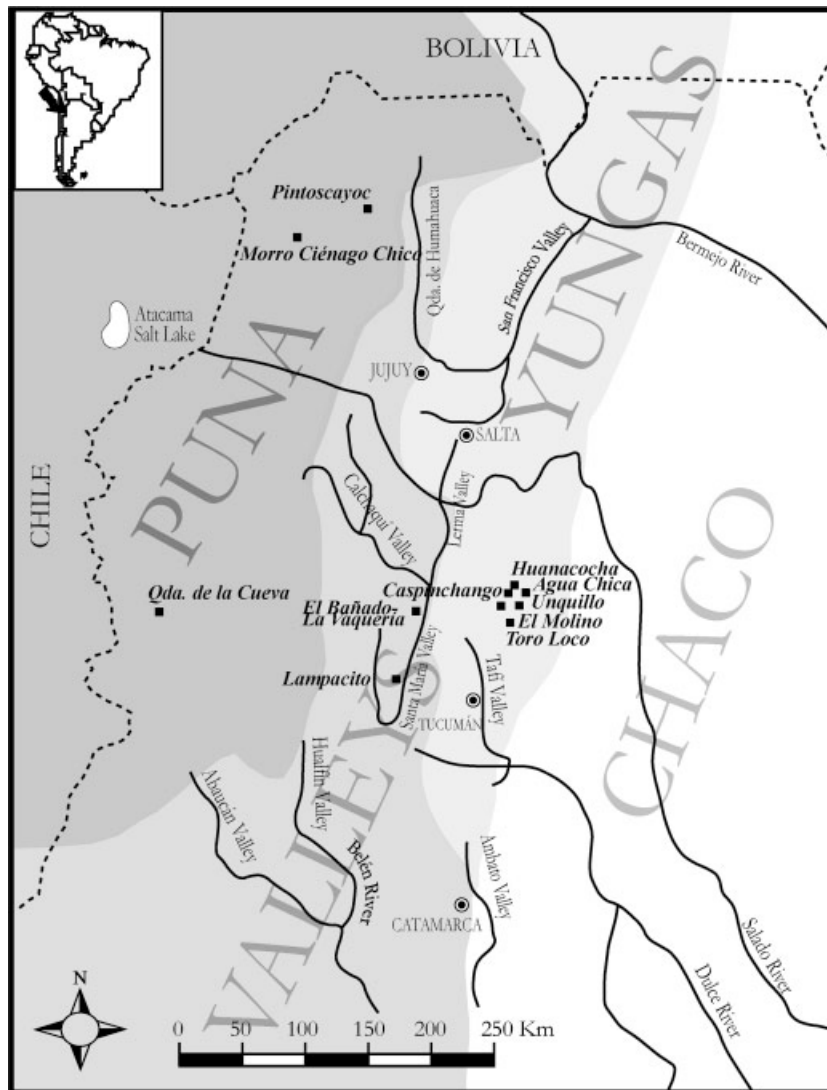 BOLIVIA
YUNGAS
Pintoscayoc
Morro Ciénago Chico
Qda. de Humahuaca
San Francisco Valley
Bermejo River
Atacama
Salt Lake
PUNA
JUJUY
SALTA
CHILE
Calchaquí Valley
Lerma Valley
Huanacocha
Caspinchango
Agua Chica
Qda. de la Cueva
El Bañado-
La Vaquería
Unquillo
El Molino
Toro Loco
Lampacito
Santa María Valley
Tafí Valley
CHACO
TUCUMÁN
VALLEYS
Hualfín Valley
Abaucán Valley
Belén River
Ambato Valley
CATAMARCA
Salado River
Dulce River
N
0 50 100 150 200 250 Km